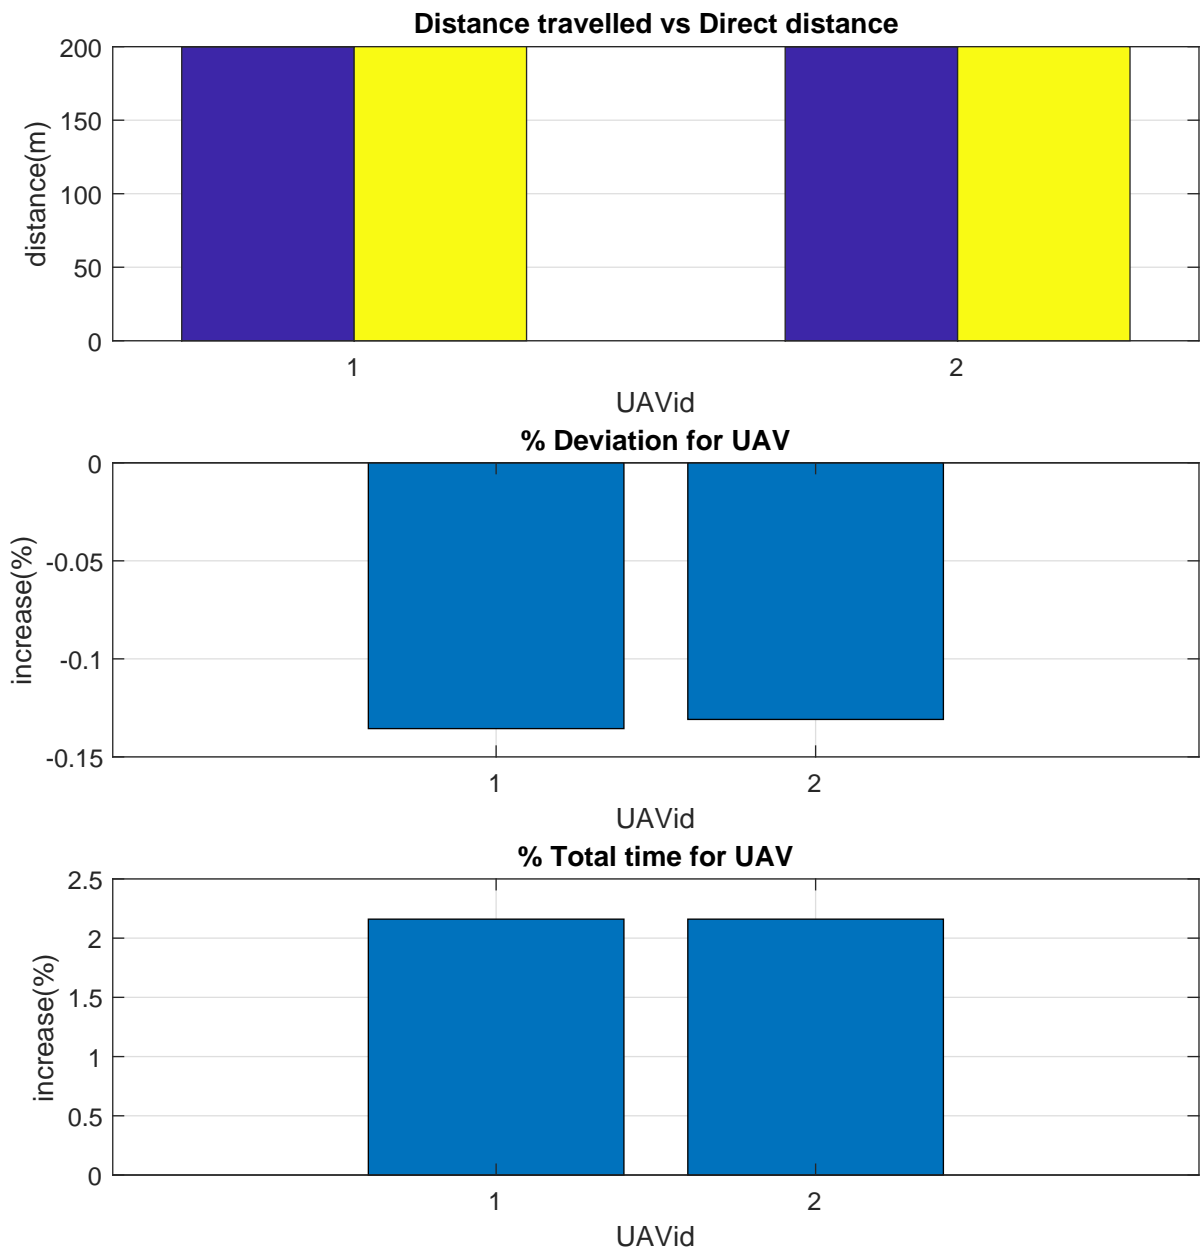 Distance travelled vs Direct distance
200
150
100
50
0
distance(m)
1 2
UAVid
% Deviation for UAV
0
-0.05
-0.1
-0.15
increase(%)
1 2
UAVid
% Total time for UAV
2.5
2
1.5
1
0.5
0
increase(%)
1 2
UAVid